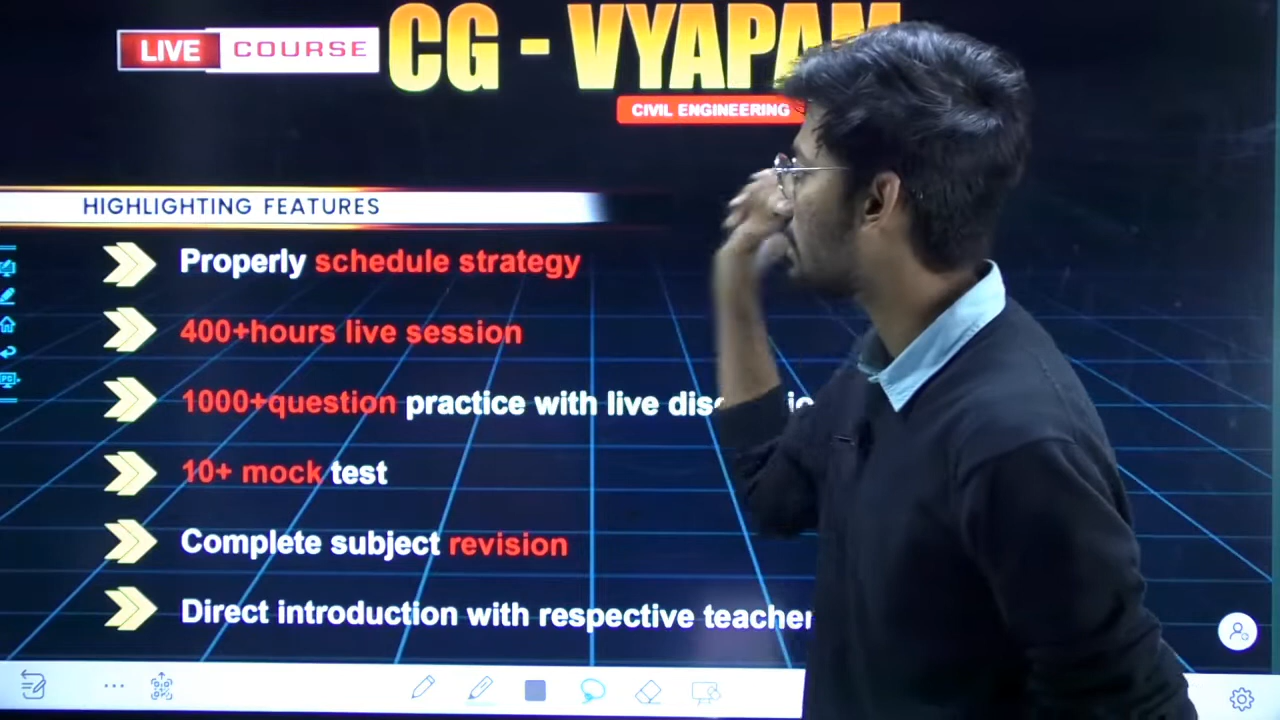 LIVE COURSE
CG - VYAPAM
CIVIL ENGINEERING
HIGHLIGHTING FEATURES
Properly schedule strategy
400+hours live session
1000+question practice with live
10+ mock test
Complete subject revision
Direct introduction with respective teacher